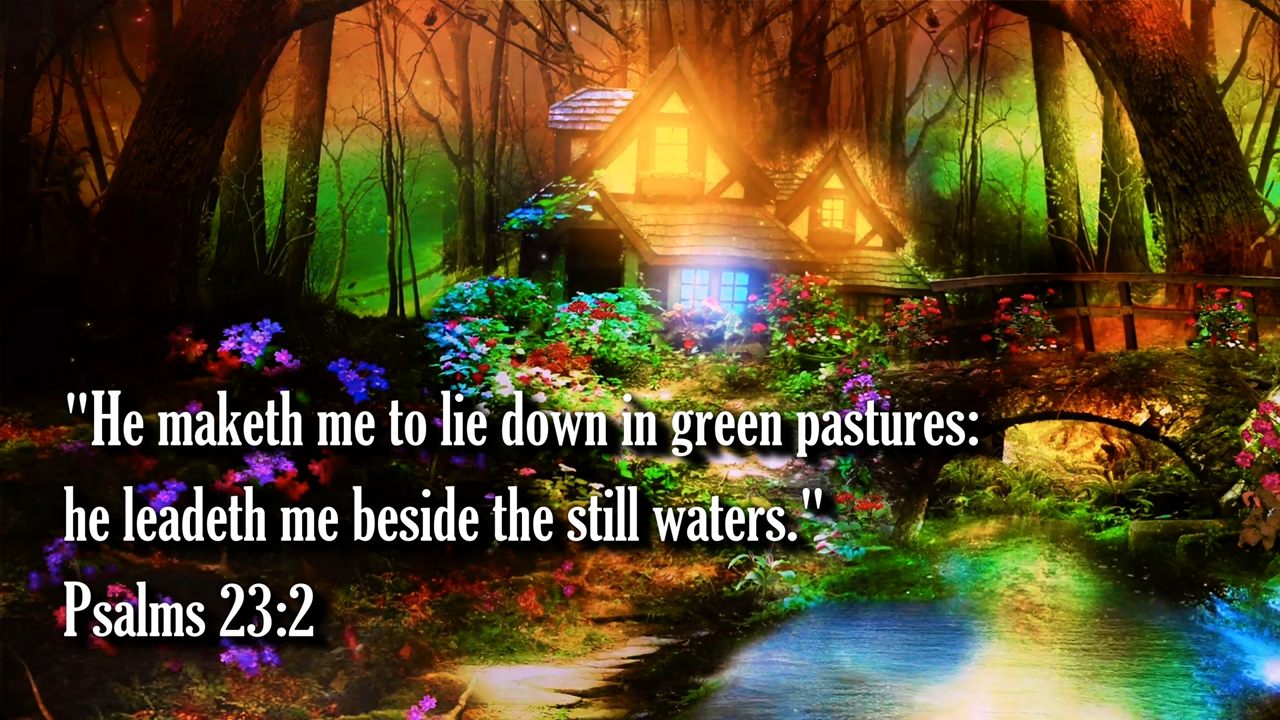 "He maketh me to lie down in green pastures:
he leadeth me beside the still waters."
Psalms 23:2